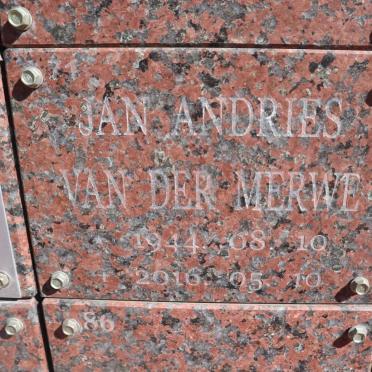 JAN ANDRIES
VAN DER MERWE
* 1944. 08. 10
+ 2016. 05. 10
86